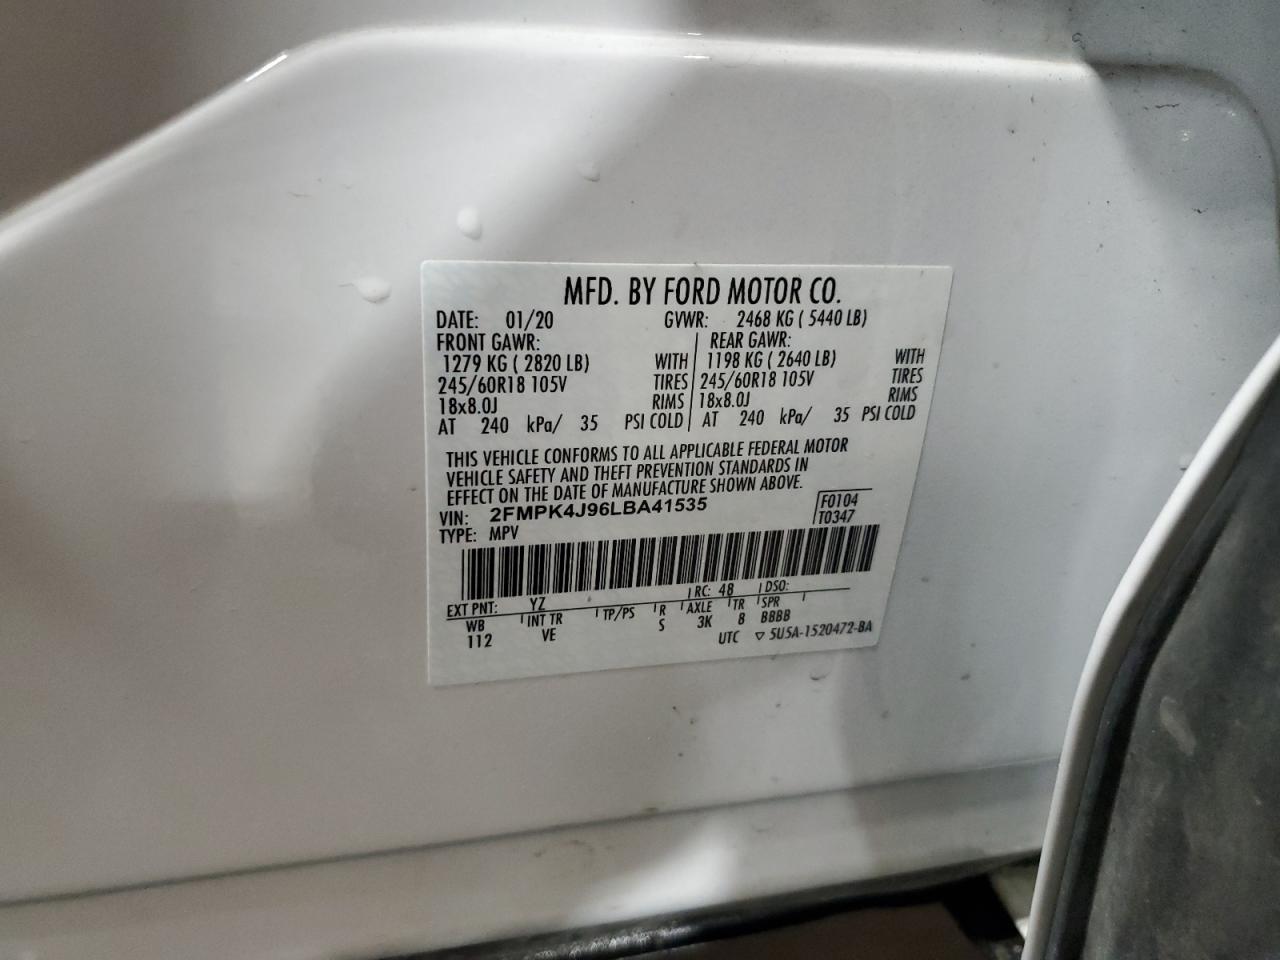 MFD. BY FORD MOTOR CO.
DATE: 01/20 GVWR: 2468 KG ( 5440 LB)
FRONT GAWR: REAR GAWR:
1279 KG ( 2820 LB) WITH 1198 KG ( 2640 LB) WITH
245/60R18 105V TIRES 245/60R18 105V TIRES
18x8.0J RIMS 18x8.0J RIMS
AT 240 kPa/ 35 PSI COLD AT 240 kPa/ 35 PSI COLD
THIS VEHICLE CONFORMS TO ALL APPLICABLE FEDERAL MOTOR
VEHICLE SAFETY AND THEFT PREVENTION STANDARDS IN
EFFECT ON THE DATE OF MANUFACTURE SHOWN ABOVE.
VIN: 2FMPK4J96LBA41535 F0104
TYPE: MPV T0347
EXT PNT: YZ RC: 48 DSO:
WB INT TR TP/PS R AXLE TR SPR
112 VE S 3K 8 BBBB
UTC ▽ 5U5A-1520472-BA